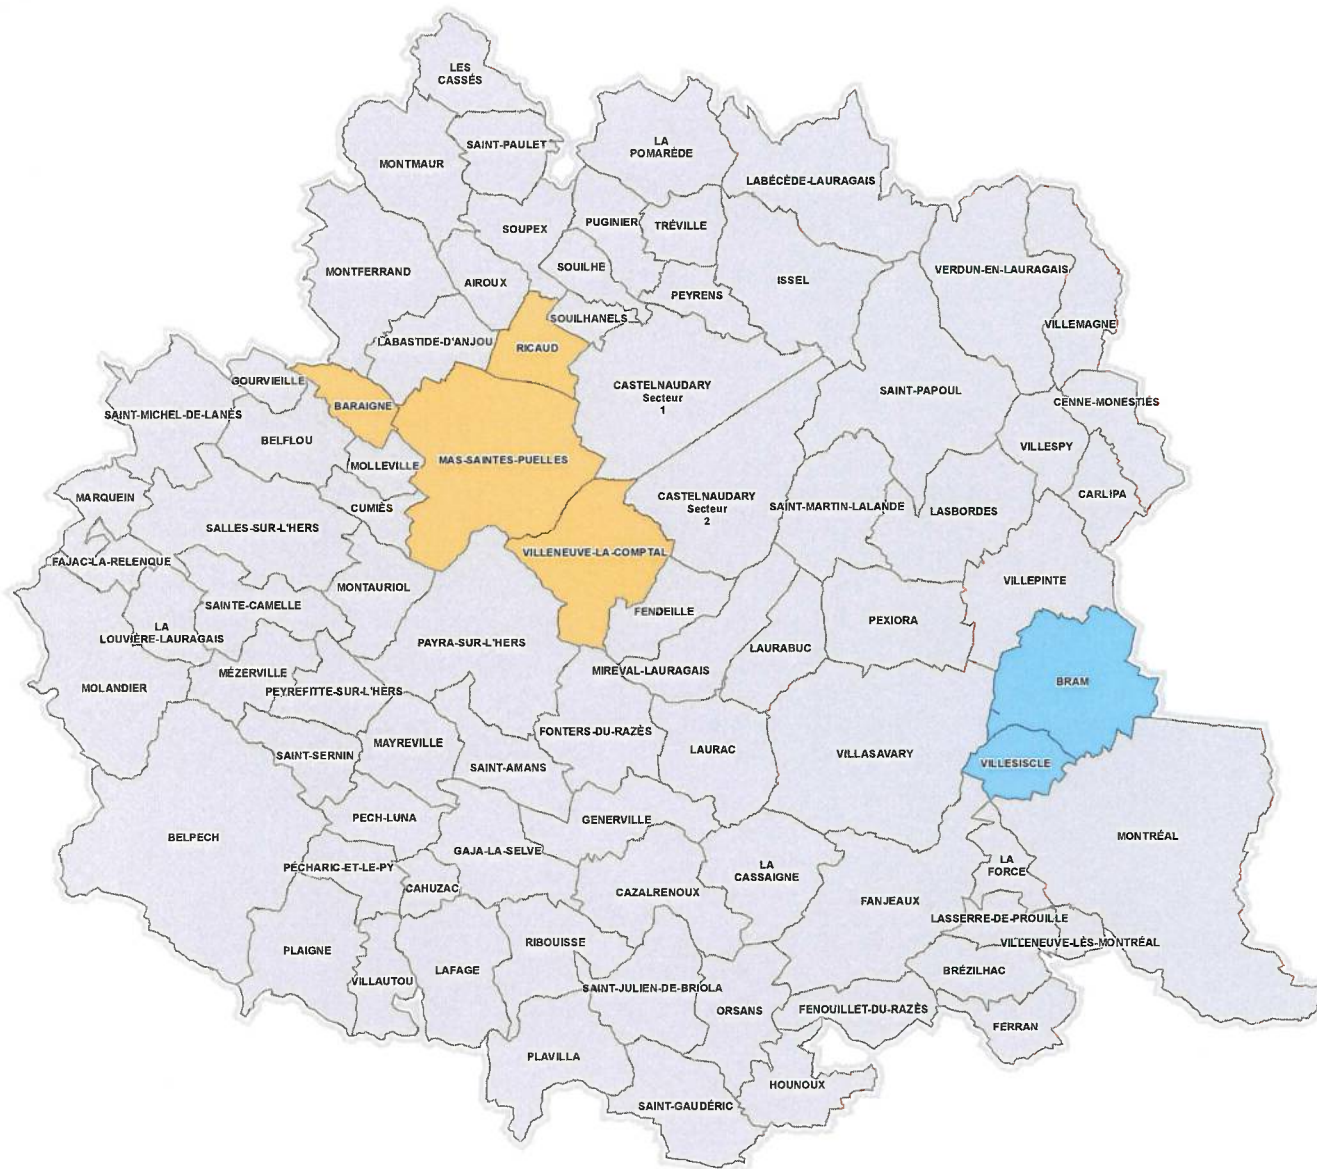 LES
CASSÉS
SAINT-PAULET
MONTMAUR
LA
POMARÈDE
LABÉCÈDE-LAURAGAIS
SOUPEX
PUGINIER
TRÉVILLE
MONTFERRAND
AIROUX
SOUILHE
PEYRENS
ISSEL
VERDUN-EN-LAURAGAIS
VILLEMAGNE
SOUILHANELS
LABASTIDE-D'ANJOU
RICAUD
GOURVIEILLE
BARAIGNE
SAINT-MICHEL-DE-LANÈS
BELFLOU
CASTELNAUDARY
Secteur
1
SAINT-PAPOUL
CENNE-MONESTIÉS
VILLESPY
MOLLEVILLE
MAS-SAINTES-PUELLES
MARQUEIN
CUMIÈS
SALLES-SUR-L'HERS
CASTELNAUDARY
Secteur
2
SAINT-MARTIN-LALANDE
LASBORDES
CARLIPA
FAJAC-LA-RELENQUE
VILLENEUVE-LA-COMPTAL
MONTAURIOL
VILLEPINTE
SAINTE-CAMELLE
LA
LOUVIÈRE-LAURAGAIS
FENDEILLE
PEXIORA
PAYRA-SUR-L'HERS
LAURABUC
MÉZERVILLE
MIREVAL-LAURAGAIS
MOLANDIER
PEYREFITTE-SUR-L'HERS
BRAM
SAINT-SERNIN
MAYREVILLE
FONTERS-DU-RAZÈS
LAURAC
VILLASAVARY
VILLESISCLE
SAINT-AMANS
PECH-LUNA
GENERVILLE
BELPECH
MONTRÉAL
GAJA-LA-SELVE
PÉCHARIC-ET-LE-PY
CAHUZAC
CAZALRENOUX
LA
CASSAIGNE
LA
FORCE
FANJEAUX
LASSERRE-DE-PROUILLE
VILLENEUVE-LÈS-MONTRÉAL
PLAIGNE
RIBOUISSE
LAFAGE
VILLAUTOU
SAINT-JULIEN-DE-BRIOLA
BRÉZILHAC
ORSANS
FENOUILLET-DU-RAZÈS
FERRAN
PLAVILLA
HOUNOUX
SAINT-GAUDÉRIC